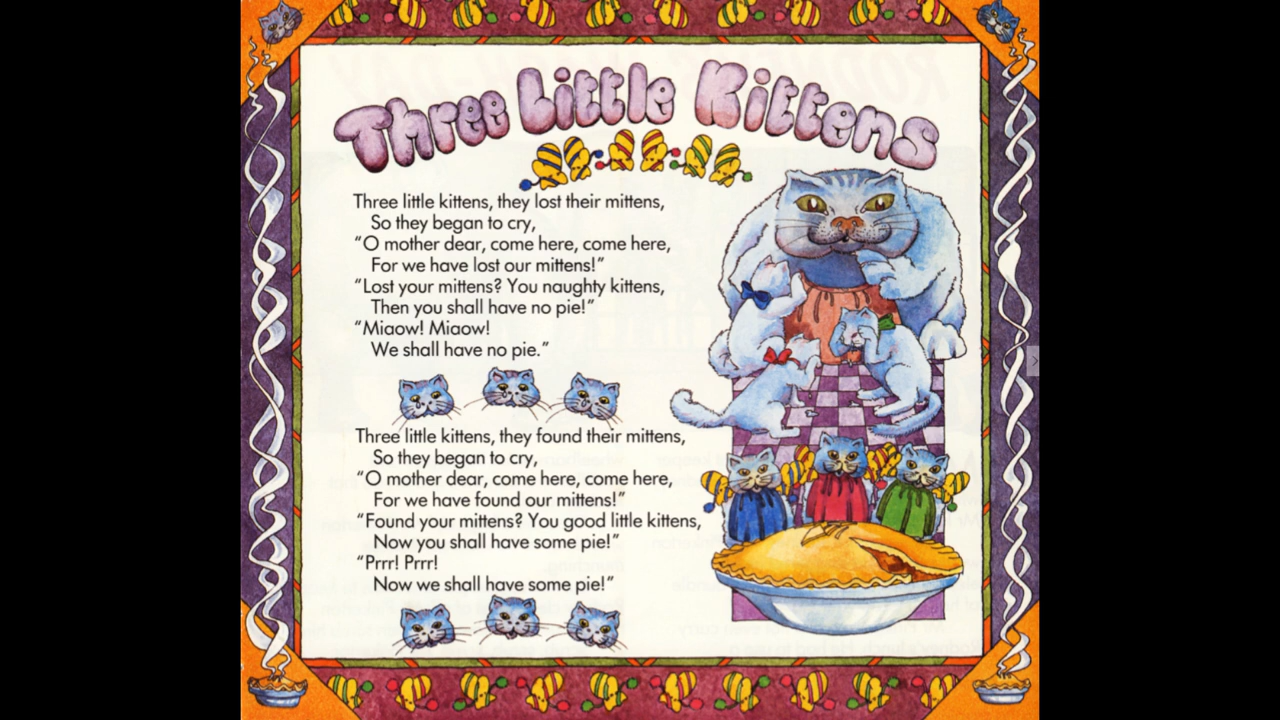 Three Little Kittens
Three little kittens, they lost their mittens,
So they began to cry,
“O mother dear, come here, come here,
For we have lost our mittens!”
“Lost your mittens? You naughty kittens,
Then you shall have no pie!”
“Miaow! Miaow!
We shall have no pie.”
Three little kittens, they found their mittens,
So they began to cry,
“O mother dear, come here, come here,
For we have found our mittens!”
“Found your mittens? You good little kittens,
Now you shall have some pie!”
“Prrr! Prrr!
Now we shall have some pie!”